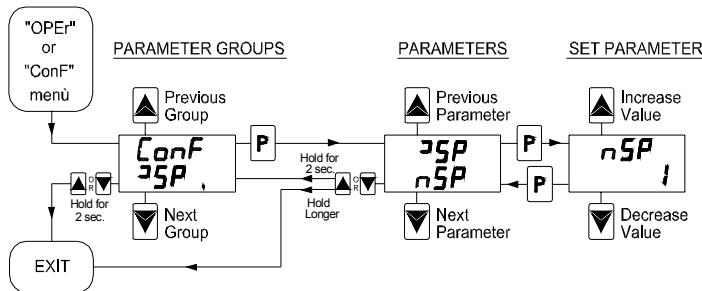 "OPEr"
or
"ConF"
menù
PARAMETER GROUPS
PARAMETERS
SET PARAMETER
Previous
Group
Previous
Parameter
Increase
Value
P
P
P
ConF
SP.
Hold for
2 sec.
OR
Hold
Longer
OR
Hold for
2 sec.
SP
nSP
nSP
1
Next
Group
Next
Parameter
Decrease
Value
EXIT